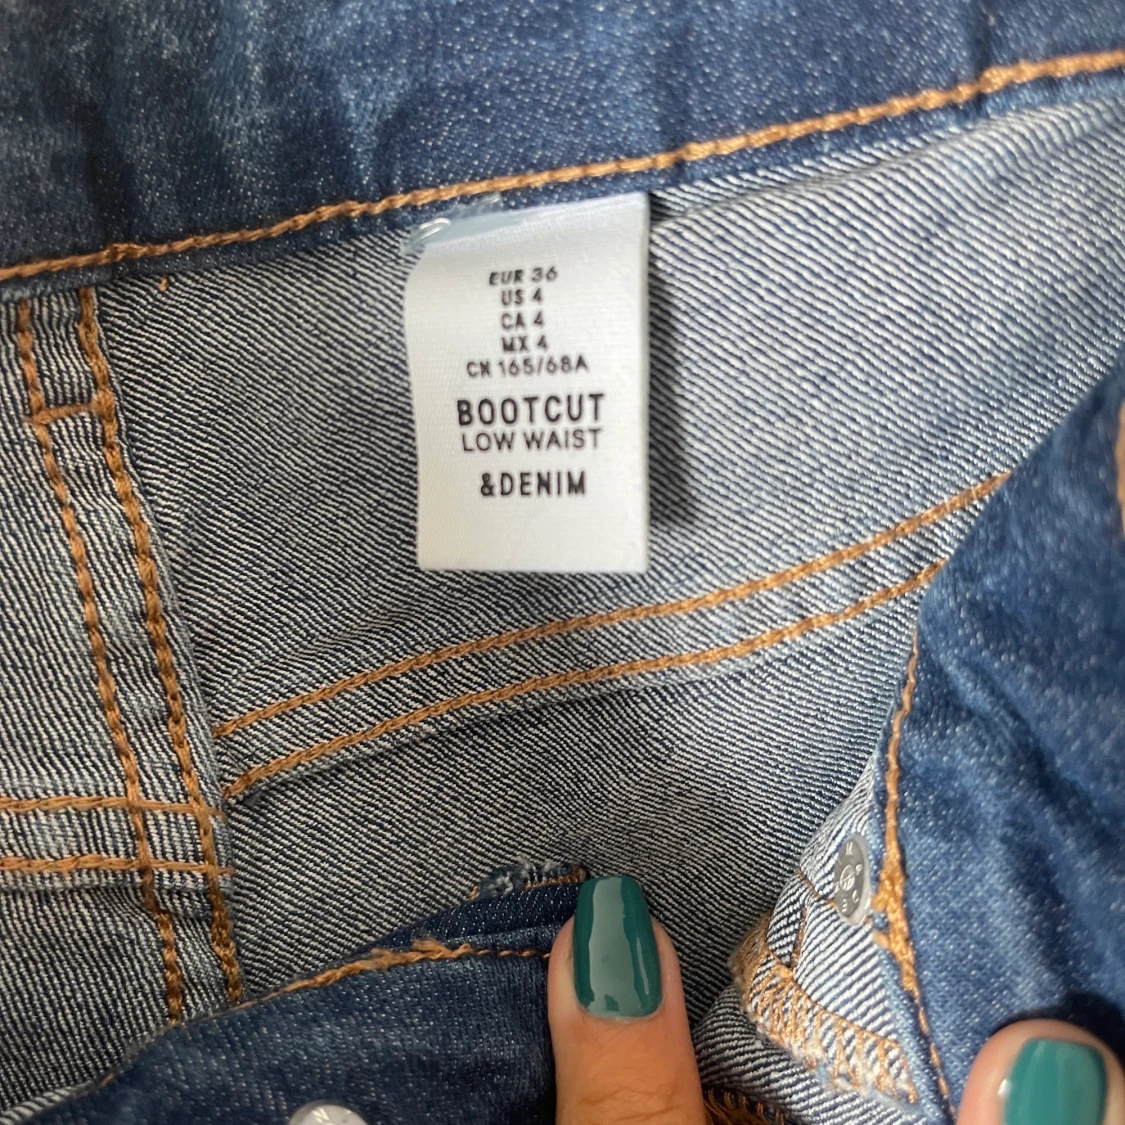 EUR 36
US 4
CA 4
MX 4
CN 165/68A
BOOTCUT
LOW WAIST
&DENIM